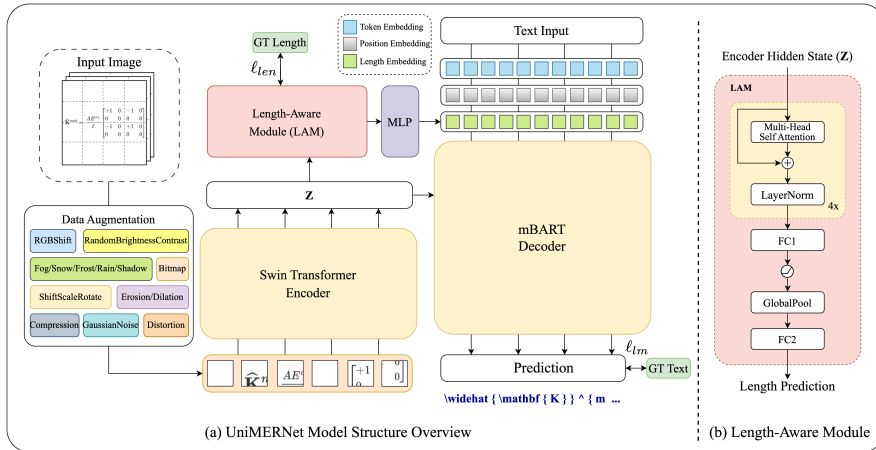 Input Image
GT Length
ℓ_len
Token Embedding
Position Embedding
Length Embedding
Text Input
Length-Aware
Module (LAM)
MLP
Z
Data Augmentation
RGBShift
RandomBrightnessContrast
Fog/Snow/Frost/Rain/Shadow
Bitmap
ShiftScaleRotate
Erosion/Dilation
Compression
GaussianNoise
Distortion
Swin Transformer
Encoder
mBART
Decoder
ℓ_lm
Prediction
GT Text
\widehat { \mathbf { K } } ^ { m ...
(a) UniMERNet Model Structure Overview
Encoder Hidden State (Z)
LAM
Multi-Head
Self Attention
+
LayerNorm
4x
FC1
GlobalPool
FC2
Length Prediction
(b) Length-Aware Module